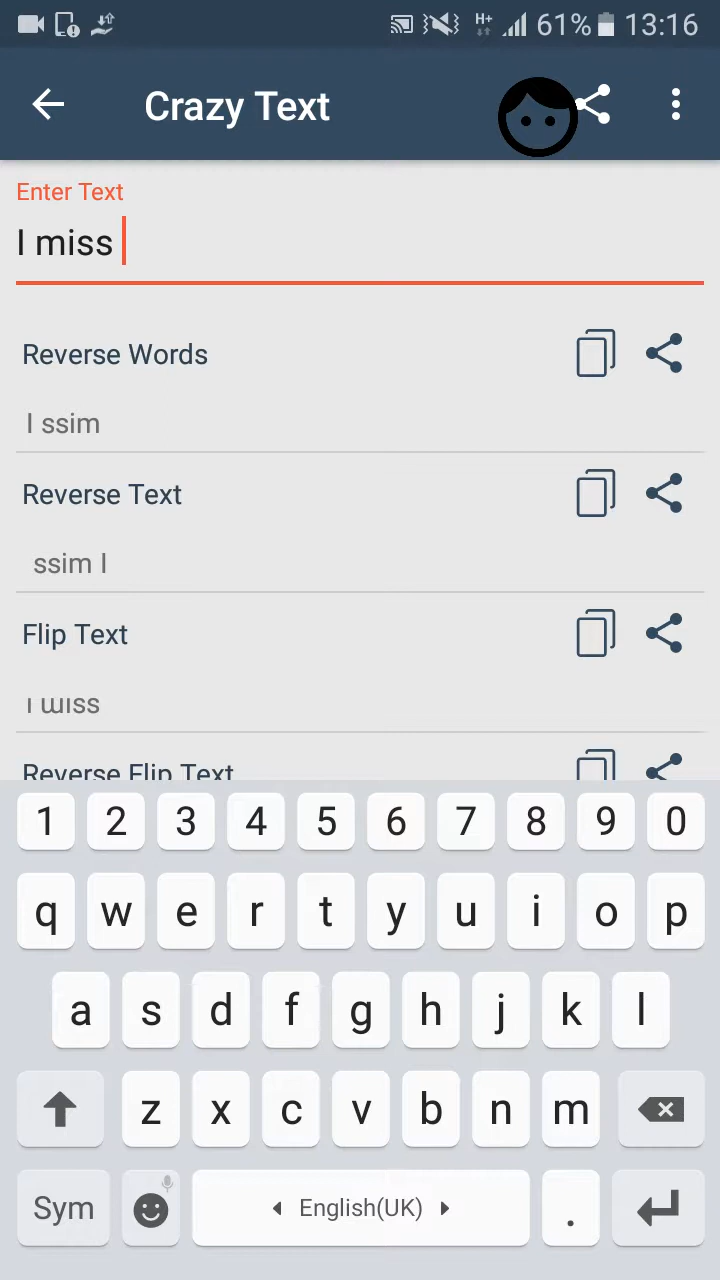 61% 13:16
Crazy Text
Enter Text
I miss
Reverse Words
I ssim
Reverse Text
ssim I
Flip Text
ı ɯıss
Reverse Flip Text
1 2 3 4 5 6 7 8 9 0
q w e r t y u i o p
a s d f g h j k l
z x c v b n m
Sym English(UK) .